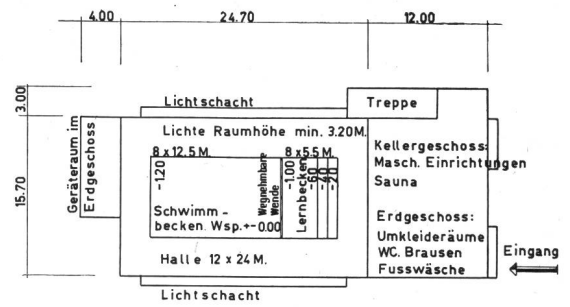 4.00
24.70
12.00
3.00
15.70
Lichtschacht
Treppe
Lichte Raumhöhe min. 3.20M.
Geräteraum im
Erdgeschoss
8 x 12.5 M.
8 x 5.5 M.
-1.20
Wegnehmbare
Wende
-1.00
Lernbecken
-.60
-.40
-.20
Schwimm-
becken. Wsp.+-0.00
Halle 12 x 24 M.
Kellergeschoss:
Masch. Einrichtungen
Sauna
Erdgeschoss:
Umkleideräume
WC. Brausen
Fusswäsche
Eingang
Lichtschacht